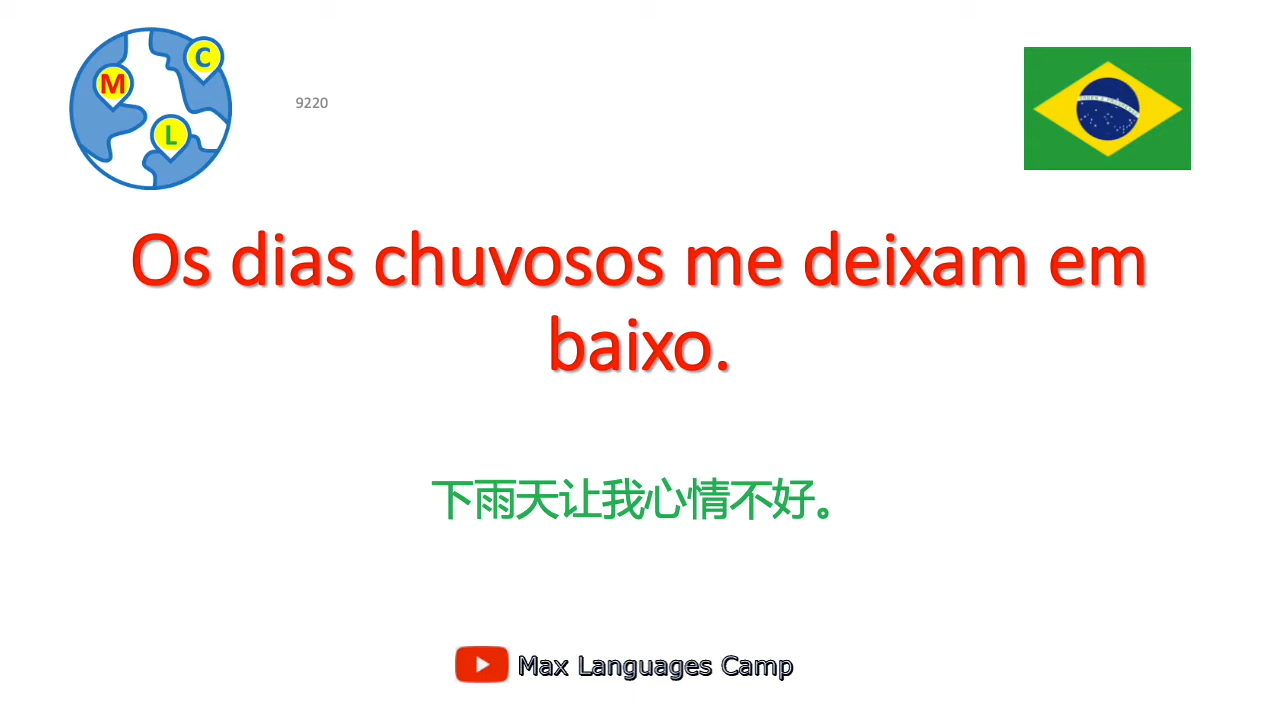 M
C
L
9220
Os dias chuvosos me deixam em
baixo.
下雨天让我心情不好。
Max Languages Camp